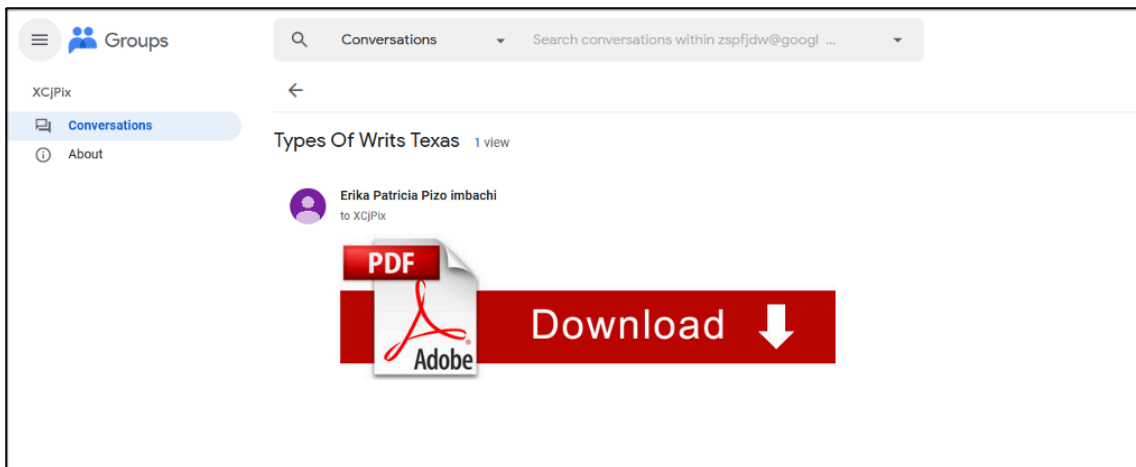 Groups
Conversations
Search conversations within zspfjdw@googl ...
XCjPix
Conversations
About
Types Of Writs Texas 1 view
Erika Patricia Pizo imbachi
to XCjPix
PDF
Adobe
Download